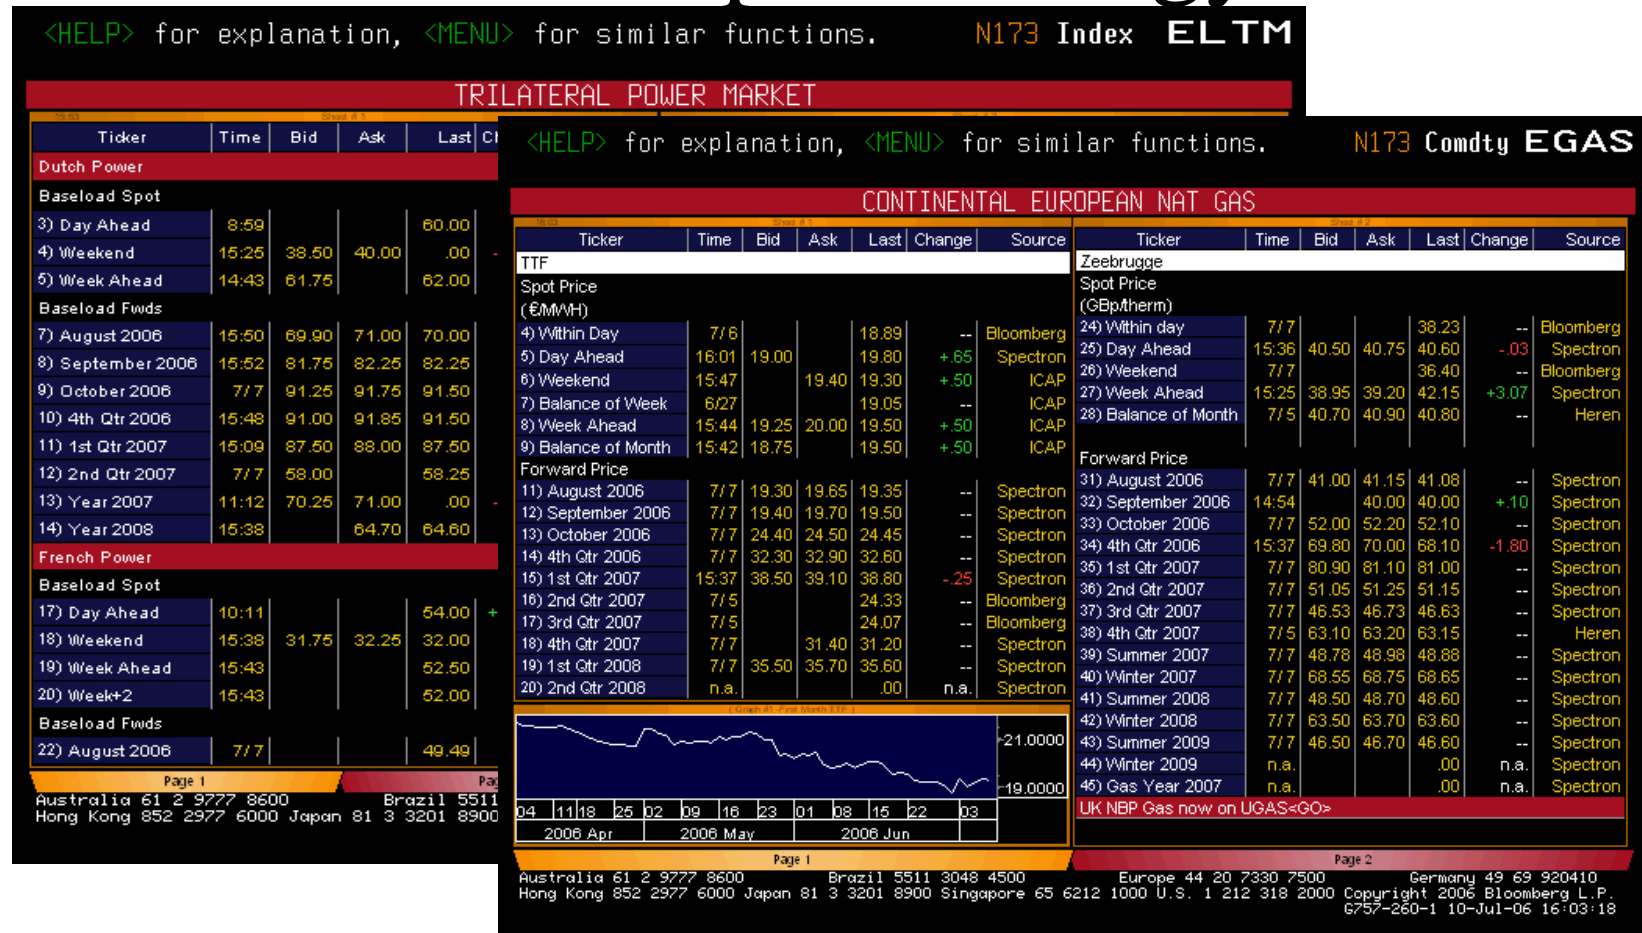 <HELP> for explanation, <MENU> for similar functions. N173 Index ELTM
TRILATERAL POWER MARKET
Ticker Time Bid Ask Last
Dutch Power
Baseload Spot
3) Day Ahead 8:59 60.00
4) Weekend 15:25 38.50 40.00 .00 -
5) Week Ahead 14:43 61.75 62.00
Baseload Fwds
7) August 2006 15:50 69.90 71.00 70.00
8) September 2006 15:52 81.75 82.25 82.25
9) October 2006 7/7 91.25 91.75 91.50
10) 4th Qtr 2006 15:48 91.00 91.85 91.50
11) 1st Qtr 2007 15:09 87.50 88.00 87.50
12) 2nd Qtr 2007 7/7 58.00 58.25
13) Year 2007 11:12 70.25 71.00 .00 -
14) Year 2008 15:38 64.70 64.60
French Power
Baseload Spot
17) Day Ahead 10:11 54.00 +
18) Weekend 15:38 31.75 32.25 32.00
19) Week Ahead 15:43 52.50
20) Week+2 15:43 52.00
Baseload Fwds
22) August 2006 7/7 49.49
Page 1
Australia 61 2 9777 8600 Brazil 5511
Hong Kong 852 2977 6000 Japan 81 3 3201 8900
<HELP> for explanation, <MENU> for similar functions. N173 Comdty EGAS
CONTINENTAL EUROPEAN NAT GAS
16:03 Sheet #1
Ticker Time Bid Ask Last Change Source
TTF
Spot Price
(€/MWH)
4) Within Day 7/6 18.89 -- Bloomberg
5) Day Ahead 16:01 19.00 19.80 +.65 Spectron
6) Weekend 15:47 19.40 19.30 +.50 ICAP
7) Balance of Week 6/27 19.05 -- ICAP
8) Week Ahead 15:44 19.25 20.00 19.50 +.50 ICAP
9) Balance of Month 15:42 18.75 19.50 +.50 ICAP
Forward Price
11) August 2006 7/7 19.30 19.65 19.35 -- Spectron
12) September 2006 7/7 19.40 19.70 19.50 -- Spectron
13) October 2006 7/7 24.40 24.50 24.45 -- Spectron
14) 4th Qtr 2006 7/7 32.30 32.90 32.60 -- Spectron
15) 1st Qtr 2007 15:37 38.50 39.10 38.80 -.25 Spectron
16) 2nd Qtr 2007 7/5 24.33 -- Bloomberg
17) 3rd Qtr 2007 7/5 24.07 -- Bloomberg
18) 4th Qtr 2007 7/7 31.40 31.20 -- Spectron
19) 1st Qtr 2008 7/7 35.50 35.70 35.60 -- Spectron
20) 2nd Qtr 2008 n.a. .00 n.a. Spectron
( Graph #1 -First Month TTF )
21.0000
19.0000
04 11 18 25 02 09 16 23 01 08 15 22 03
2006 Apr 2006 May 2006 Jun
Page 1
Sheet #2
Ticker Time Bid Ask Last Change Source
Zeebrugge
Spot Price
(GBp/therm)
24) Within day 7/7 38.23 -- Bloomberg
25) Day Ahead 15:36 40.50 40.75 40.60 -.03 Spectron
26) Weekend 7/7 36.40 -- Bloomberg
27) Week Ahead 15:25 38.95 39.20 42.15 +3.07 Spectron
28) Balance of Month 7/5 40.70 40.90 40.80 -- Heren
Forward Price
31) August 2006 7/7 41.00 41.15 41.08 -- Spectron
32) September 2006 14:54 40.00 40.00 +.10 Spectron
33) October 2006 7/7 52.00 52.20 52.10 -- Spectron
34) 4th Qtr 2006 15:37 69.80 70.00 68.10 -1.80 Spectron
35) 1st Qtr 2007 7/7 80.90 81.10 81.00 -- Spectron
36) 2nd Qtr 2007 7/7 51.05 51.25 51.15 -- Spectron
37) 3rd Qtr 2007 7/7 46.53 46.73 46.63 -- Spectron
38) 4th Qtr 2007 7/5 63.10 63.20 63.15 -- Heren
39) Summer 2007 7/7 48.78 48.98 48.88 -- Spectron
40) Winter 2007 7/7 68.55 68.75 68.65 -- Spectron
41) Summer 2008 7/7 48.50 48.70 48.60 -- Spectron
42) Winter 2008 7/7 63.50 63.70 63.60 -- Spectron
43) Summer 2009 7/7 46.50 46.70 46.60 -- Spectron
44) Winter 2009 n.a. .00 n.a. Spectron
45) Gas Year 2007 n.a. .00 n.a. Spectron
UK NBP Gas now on UGAS<GO>
Page 2
Australia 61 2 9777 8600 Brazil 5511 3048 4500 Europe 44 20 7330 7500 Germany 49 69 920410
Hong Kong 852 2977 6000 Japan 81 3 3201 8900 Singapore 65 6212 1000 U.S. 1 212 318 2000 Copyright 2006 Bloomberg L.P.
G757-260-1 10-Jul-06 16:03:18